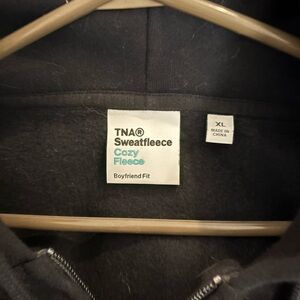 TNA®
Sweatfleece
Cozy
Fleece
Boyfriend Fit
XL
MADE IN
CHINA